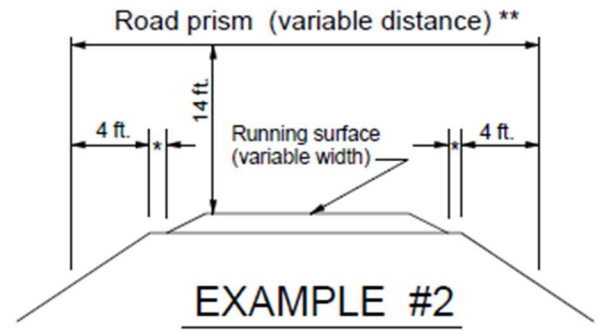 Road prism (variable distance) **
14 ft.
4 ft.
*
Running surface
(variable width)
*
4 ft.
EXAMPLE #2